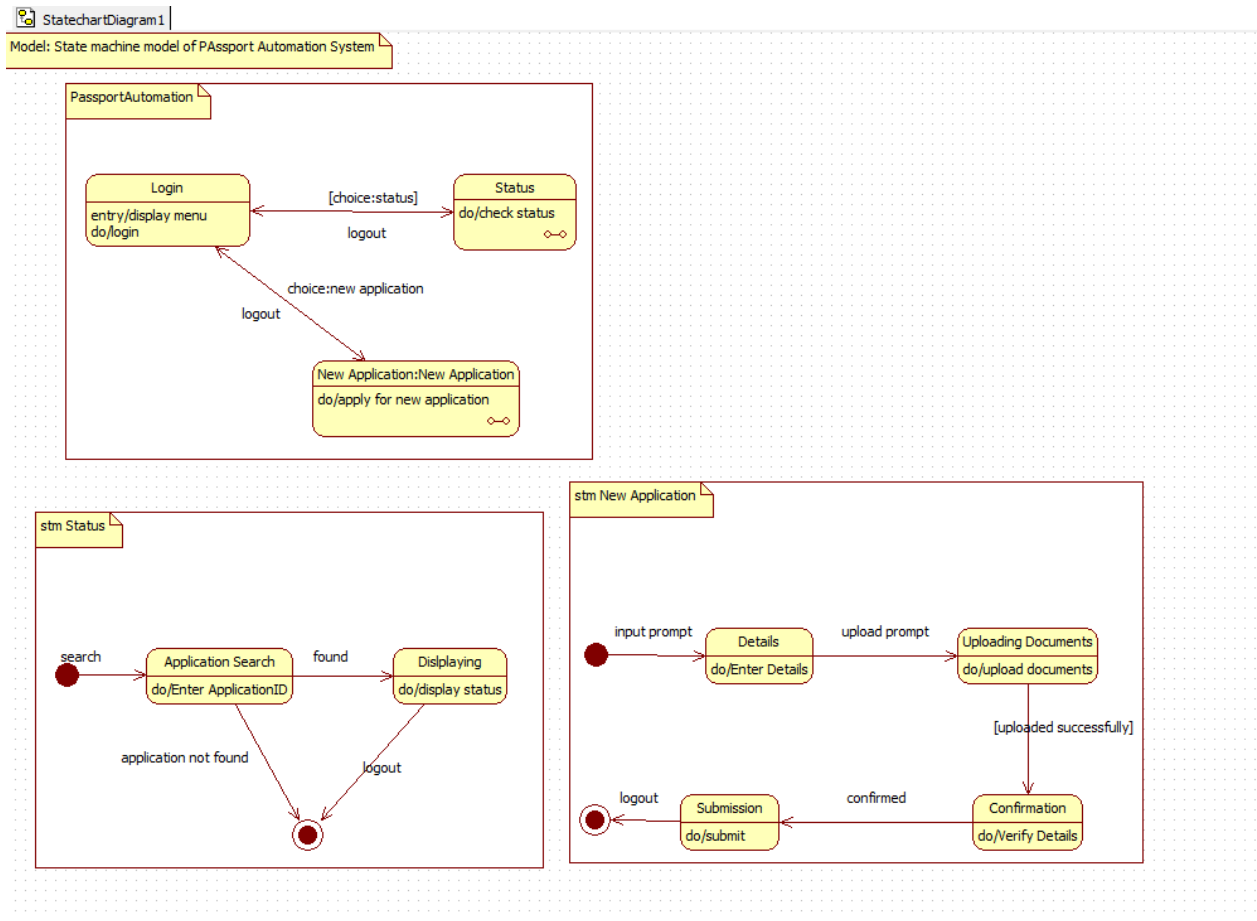 StatechartDiagram1
Model: State machine model of PAssport Automation System
PassportAutomation
Login
entry/display menu
do/login
[choice:status]
logout
Status
do/check status
choice:new application
logout
New Application:New Application
do/apply for new application
stm Status
search
Application Search
do/Enter ApplicationID
found
Dislplaying
do/display status
application not found
logout
stm New Application
input prompt
Details
do/Enter Details
upload prompt
Uploading Documents
do/upload documents
[uploaded successfully]
logout
Submission
do/submit
confirmed
Confirmation
do/Verify Details